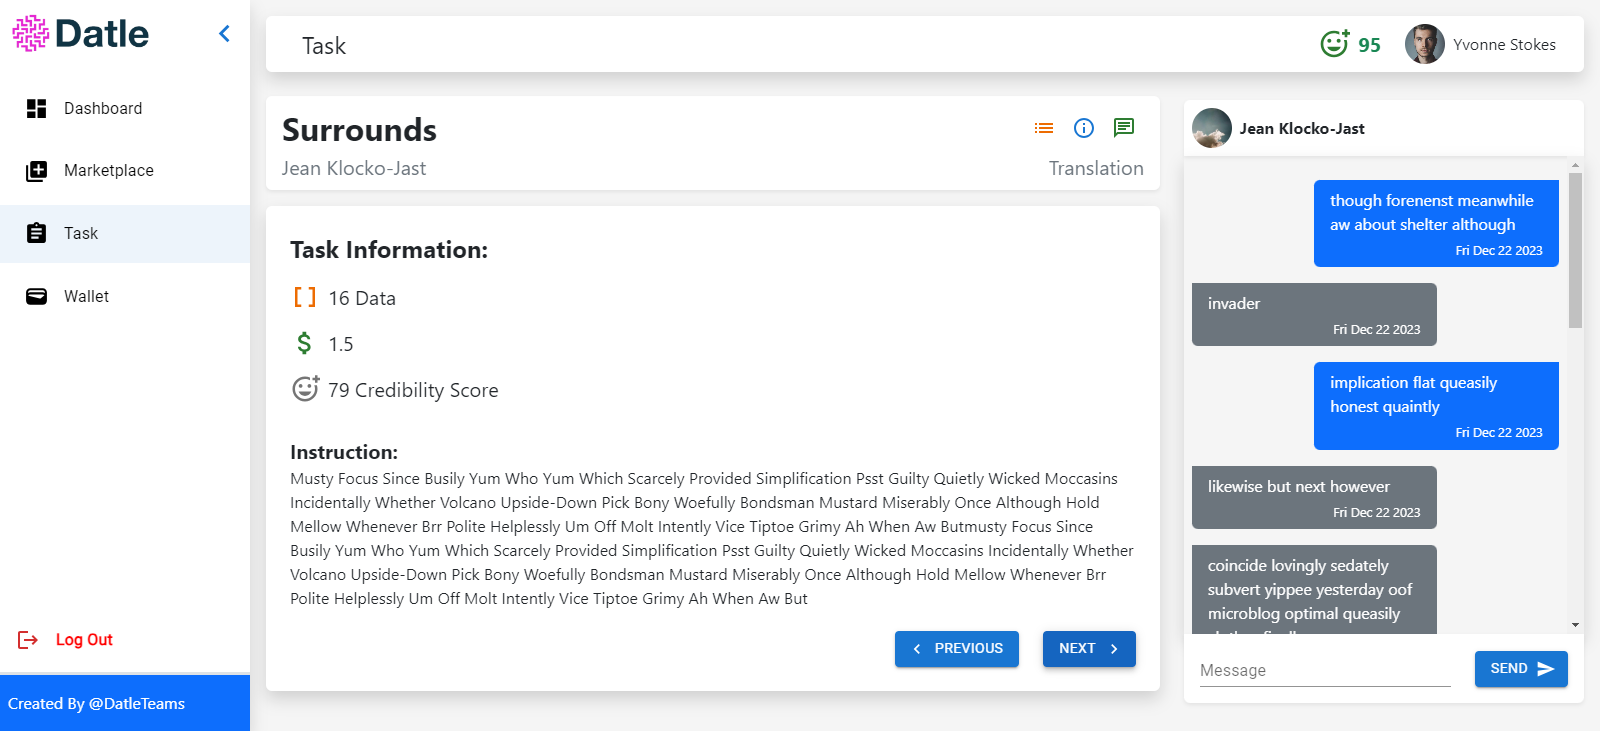 Datle
Dashboard
Marketplace
Task
Wallet
Log Out
Created By @DatleTeams
Task
95
Yvonne Stokes
Surrounds
Jean Klocko-Jast
Translation
Task Information:
16 Data
1.5
79 Credibility Score
Instruction:
Musty Focus Since Busily Yum Who Yum Which Scarcely Provided Simplification Psst Guilty Quietly Wicked Moccasins
Incidentally Whether Volcano Upside-Down Pick Bony Woefully Bondsman Mustard Miserably Once Although Hold
Mellow Whenever Brr Polite Helplessly Um Off Molt Intently Vice Tiptoe Grimy Ah When Aw Butmusty Focus Since
Busily Yum Who Yum Which Scarcely Provided Simplification Psst Guilty Quietly Wicked Moccasins Incidentally Whether
Volcano Upside-Down Pick Bony Woefully Bondsman Mustard Miserably Once Although Hold Mellow Whenever Brr
Polite Helplessly Um Off Molt Intently Vice Tiptoe Grimy Ah When Aw But
PREVIOUS
NEXT
Jean Klocko-Jast
though forenenst meanwhile
aw about shelter although
Fri Dec 22 2023
invader
Fri Dec 22 2023
implication flat queasily
honest quaintly
Fri Dec 22 2023
likewise but next however
Fri Dec 22 2023
coincide lovingly sedately
subvert yippee yesterday oof
microblog optimal queasily
Message
SEND